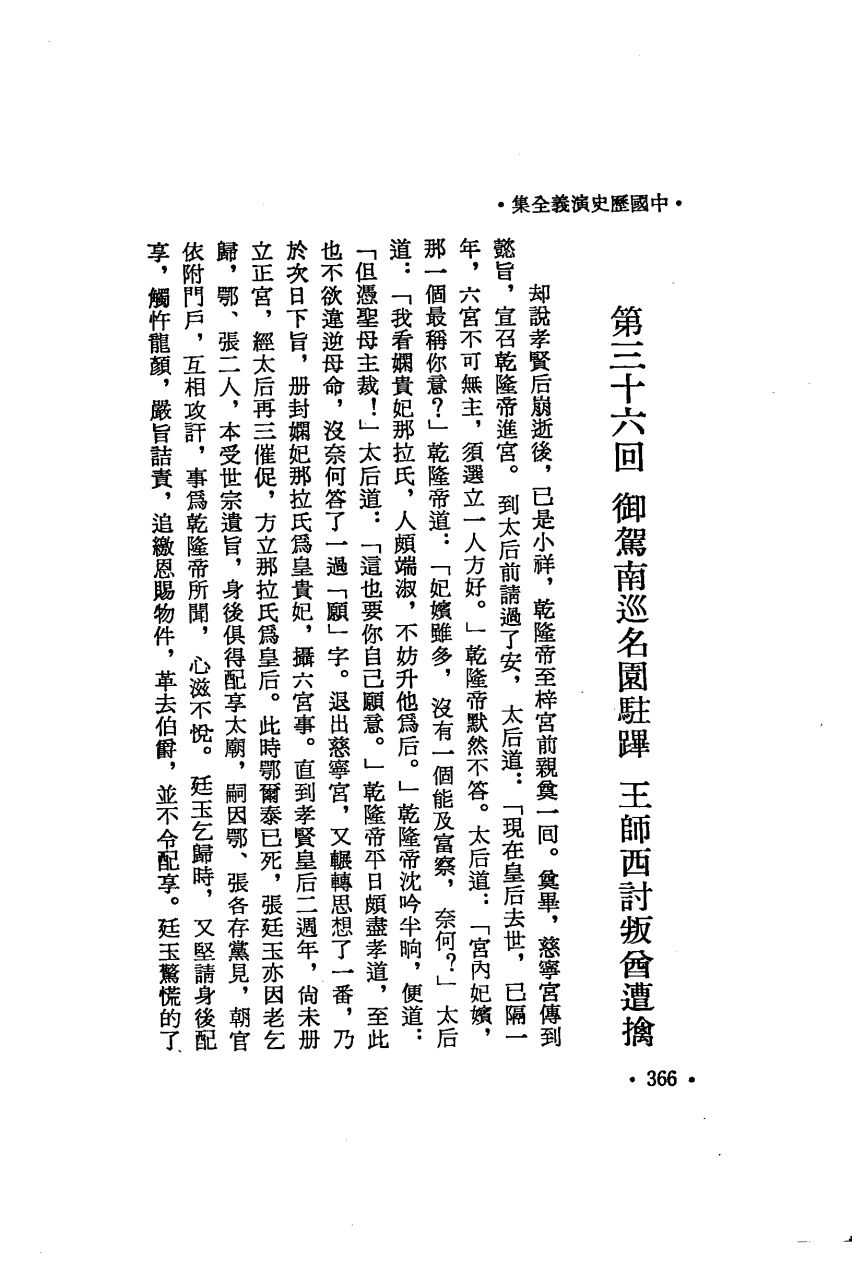 •中國歷史演義全集•
第三十六回 御駕南巡名園駐蹕 王師西討叛酋遭擒
却說孝賢后崩逝後，已是小祥，乾隆帝至梓宮前親奠一回。奠畢，慈寧宮傳到
懿旨，宣召乾隆帝進宮。到太后前請過了安，太后道：「現在皇后去世，已隔一
年，六宮不可無主，須選立一人方好。」乾隆帝默然不答。太后道：「宮內妃嬪，
那一個最稱你意？」乾隆帝道：「妃嬪雖多，沒有一個能及富察，奈何？」太后
道：「我看嫻貴妃那拉氏，人頗端淑，不妨升他爲后。」乾隆帝沈吟半晌，便道：
「但憑聖母主裁！」太后道：「這也要你自己願意。」乾隆帝平日頗盡孝道，至此
也不欲違逆母命，沒奈何答了一過「願」字。退出慈寧宮，又輾轉思想了一番，乃
於次日下旨，册封嫻妃那拉氏爲皇貴妃，攝六宮事。直到孝賢皇后二週年，尙未册
立正宮，經太后再三催促，方立那拉氏爲皇后。此時鄂爾泰已死，張廷玉亦因老乞
歸，鄂、張二人，本受世宗遺旨，身後俱得配享太廟，嗣因鄂、張各存黨見，朝官
依附門戶，互相攻訐，事爲乾隆帝所聞，心滋不悅。廷玉乞歸時，又堅請身後配
享，觸忤龍顏，嚴旨詰責，追繳恩賜物件，革去伯爵，並不令配享。廷玉驚慌的了
•366•